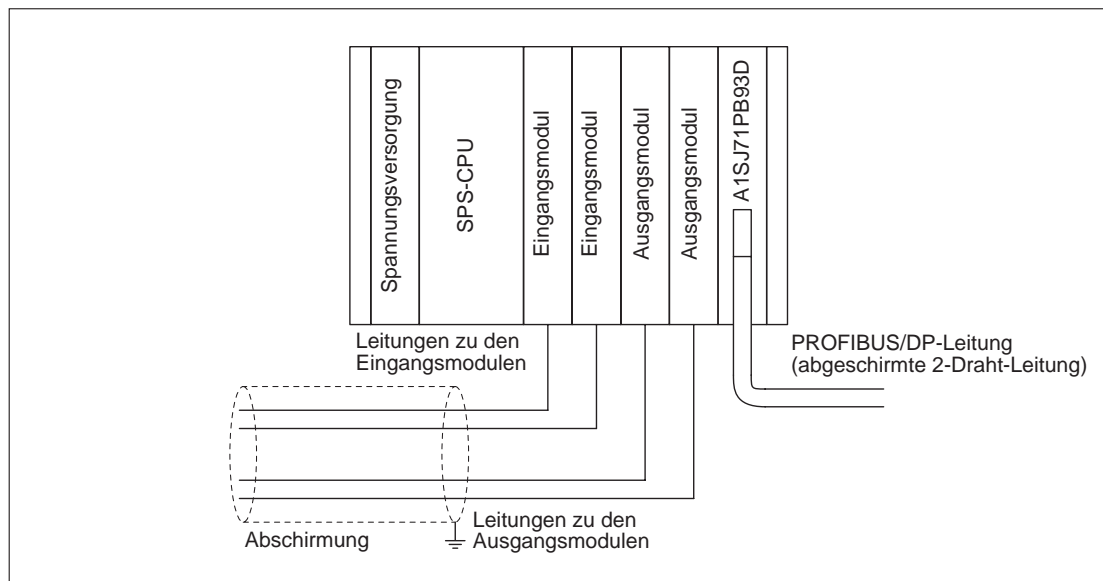 Spannungsversorgung
SPS-CPU
Eingangsmodul
Eingangsmodul
Ausgangsmodul
Ausgangsmodul
A1SJ71PB93D
Leitungen zu den
Eingangsmodulen
PROFIBUS/DP-Leitung
(abgeschirmte 2-Draht-Leitung)
Abschirmung
Leitungen zu den
Ausgangsmodulen